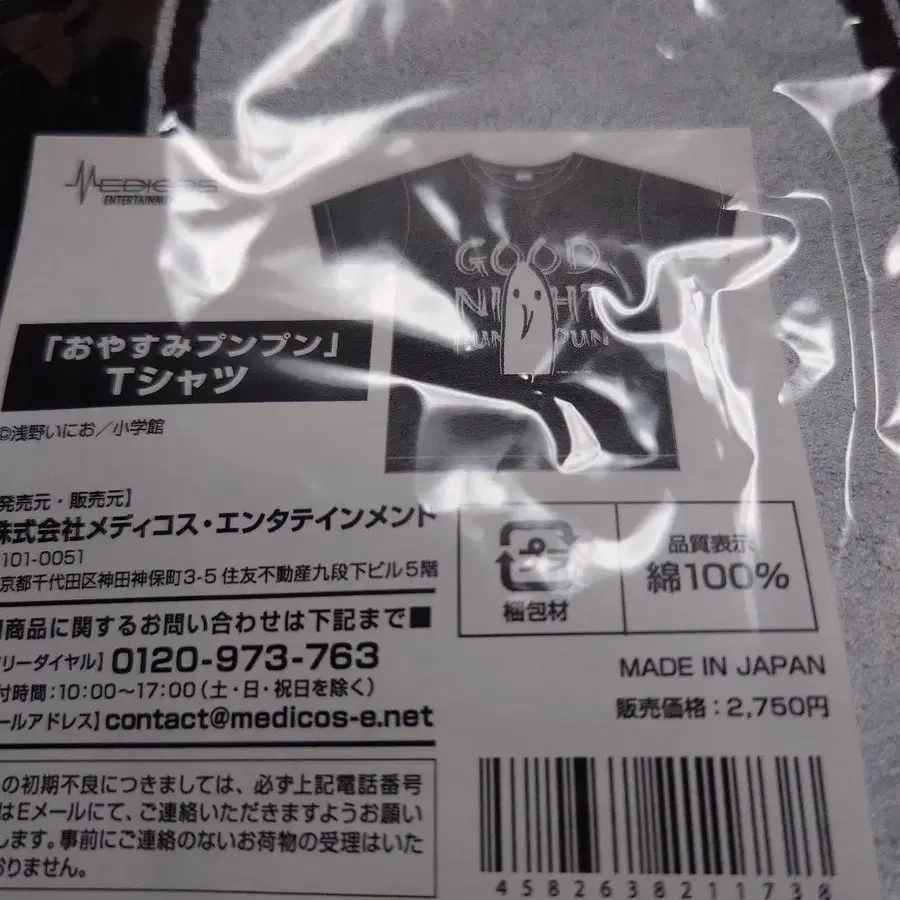 MEDICOS
ENTERTAINM
GOOD
NIGHT
PUNPUN
「おやすみプンプン」
Tシャツ
©浅野いにお/小学館
発売元・販売元】
株式会社メディコス・エンタテインメント
101-0051
京都千代田区神田神保町3-5 住友不動産九段下ビル5階
商品に関するお問い合わせは下記まで■
リーダイヤル】0120-973-763
付時間:10:00〜17:00(土・日・祝日を除く)
ールアドレス】contact@medicos-e.net
の初期不良につきましては、必ず上記電話番号
はEメールにて、ご連絡いただきますようお願い
します。事前にご連絡のないお荷物の受理はいた
おりません。
プラ
梱包材
品質表示
綿100%
MADE IN JAPAN
販売価格:2,750円
4582638211738